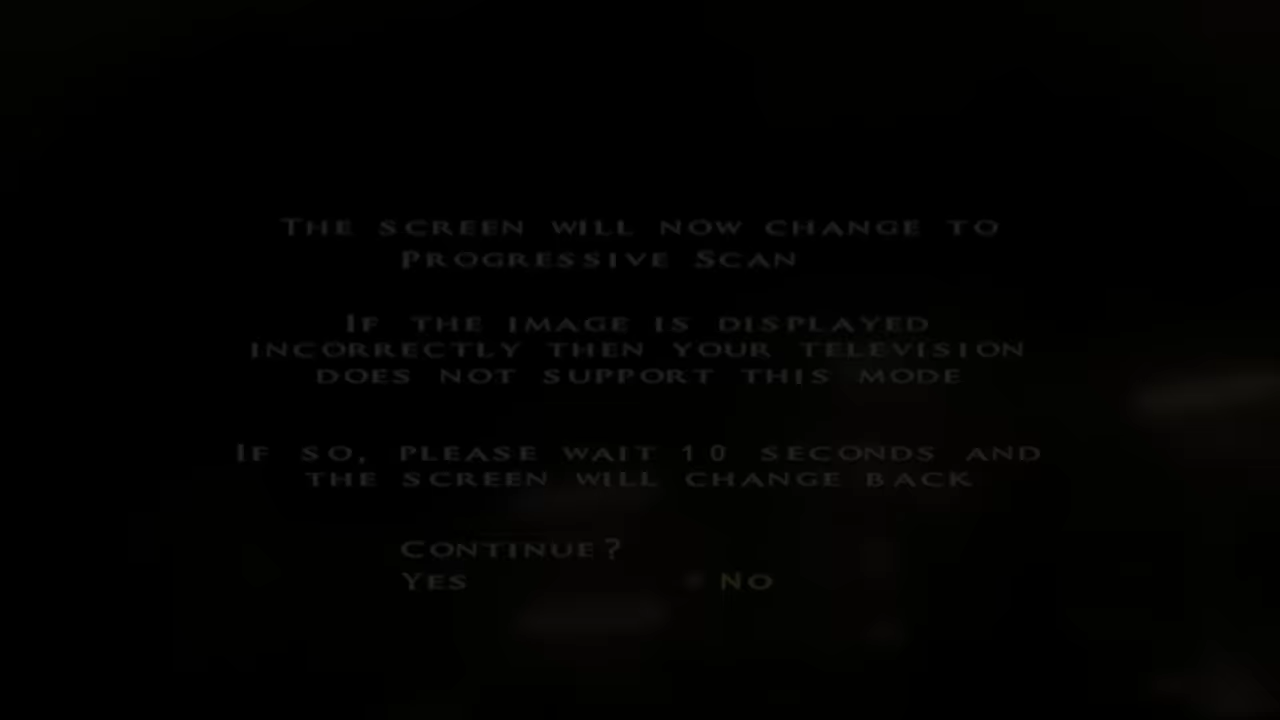 The screen will now change to
Progressive Scan
If the image is displayed
incorrectly then your television
does not support this mode
If so, please wait 10 seconds and
the screen will change back
Continue?
Yes No